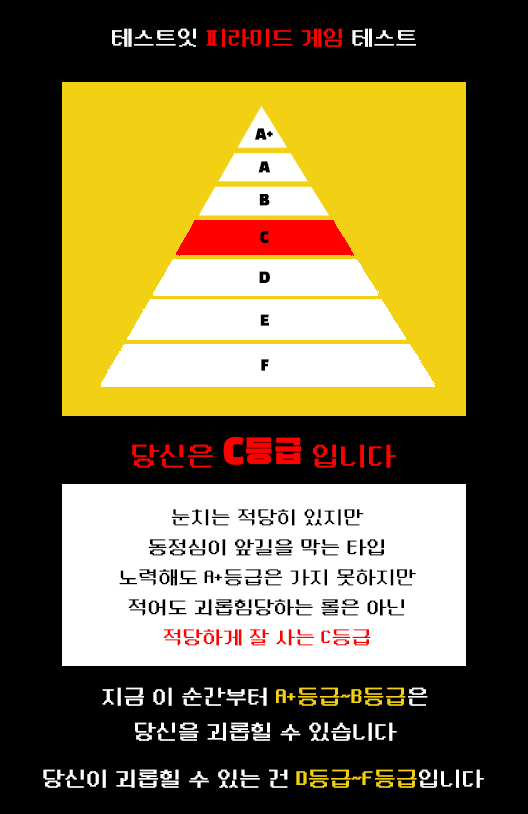 테스트잇 피라미드 게임 테스트
A+
A
B
C
D
E
F
당신은 C등급 입니다
눈치는 적당히 있지만
동정심이 앞길을 막는 타입
노력해도 A+등급은 가지 못하지만
적어도 괴롭힘당하는 롤은 아닌
적당하게 잘 사는 C등급
지금 이 순간부터 A+등급~B등급은
당신을 괴롭힐 수 있습니다
당신이 괴롭힐 수 있는 건 D등급~F등급입니다